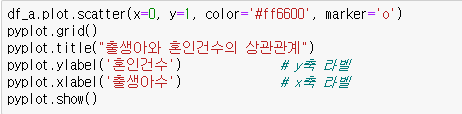 df_a.plot.scatter(x=0, y=1, color='#ff6600', marker='o')
pyplot.grid()
pyplot.title("출생아와 혼인건수의 상관관계")
pyplot.ylabel('혼인건수') # y축 라벨
pyplot.xlabel('출생아수') # x축 라벨
pyplot.show()